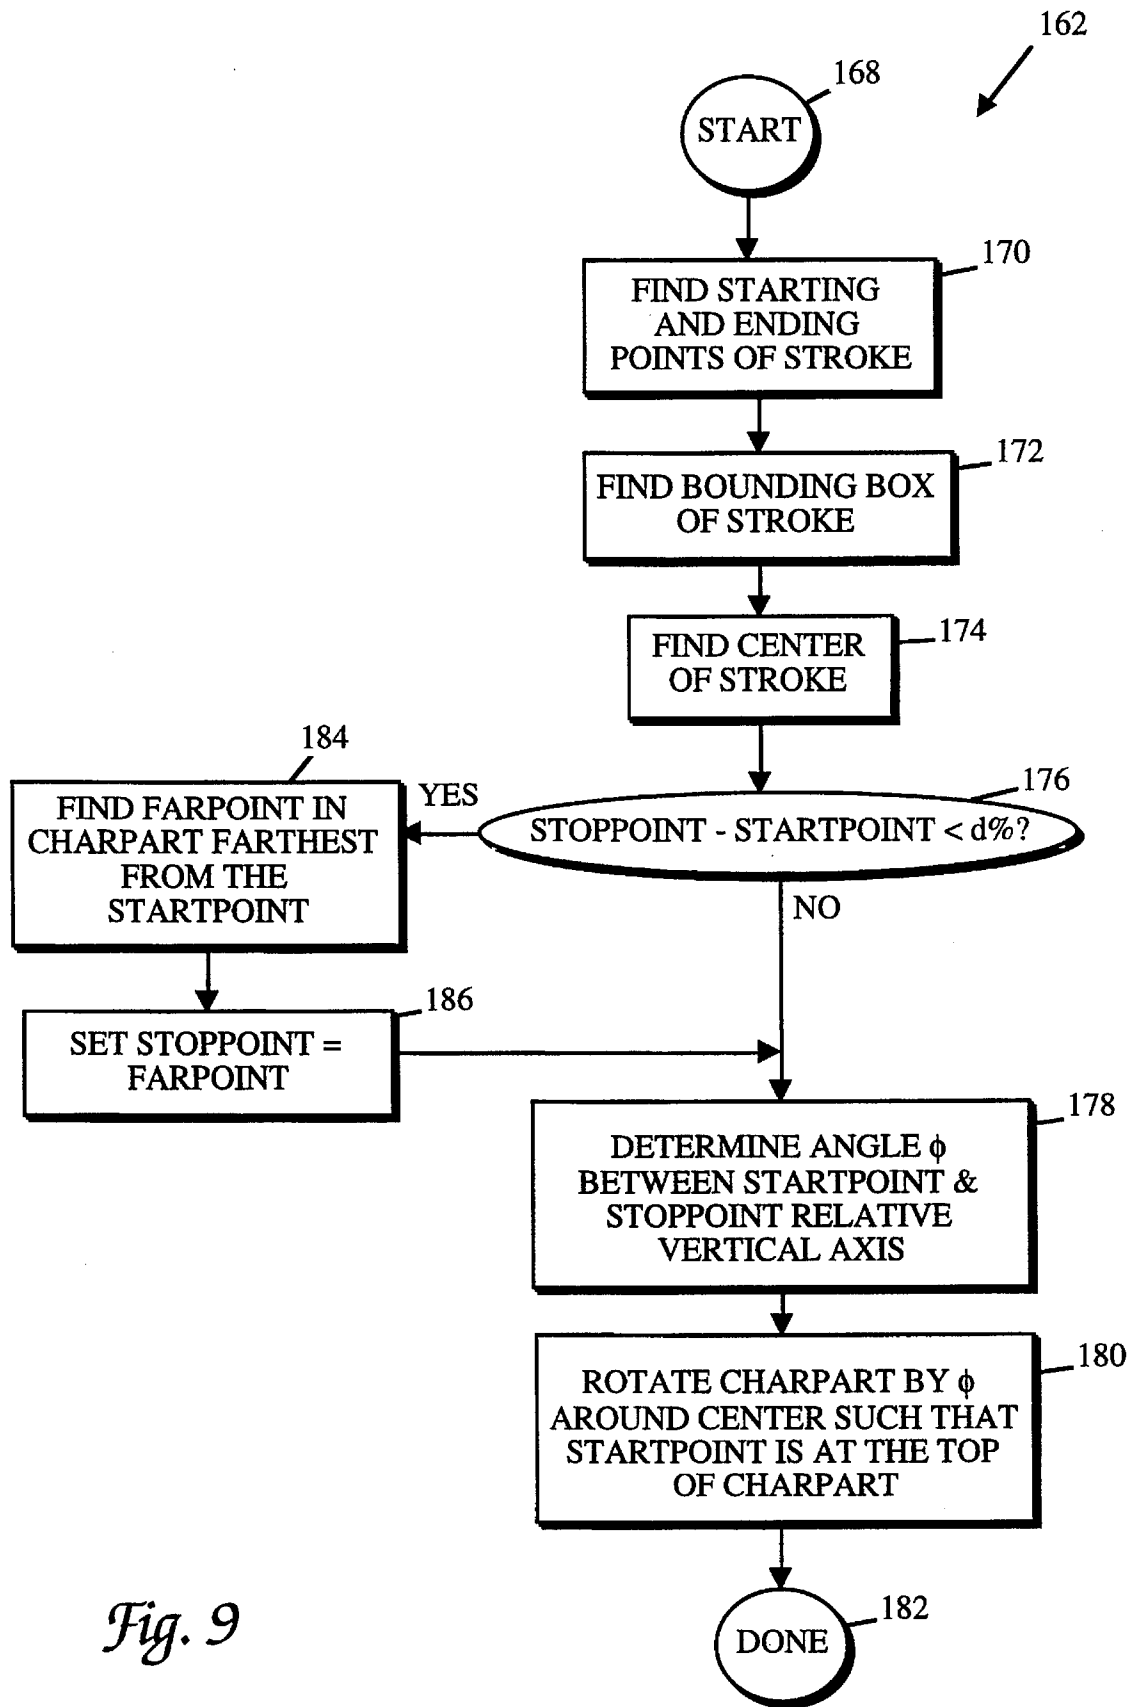 162
168
START
170
FIND STARTING
AND ENDING
POINTS OF STROKE
172
FIND BOUNDING BOX
OF STROKE
174
FIND CENTER
OF STROKE
176
STOPPOINT - STARTPOINT < d%?
YES
184
FIND FARPOINT IN
CHARPART FARTHEST
FROM THE
STARTPOINT
NO
186
SET STOPPOINT =
FARPOINT
178
DETERMINE ANGLE ϕ
BETWEEN STARTPOINT &
STOPPOINT RELATIVE
VERTICAL AXIS
180
ROTATE CHARPART BY ϕ
AROUND CENTER SUCH THAT
STARTPOINT IS AT THE TOP
OF CHARPART
182
DONE
Fig. 9